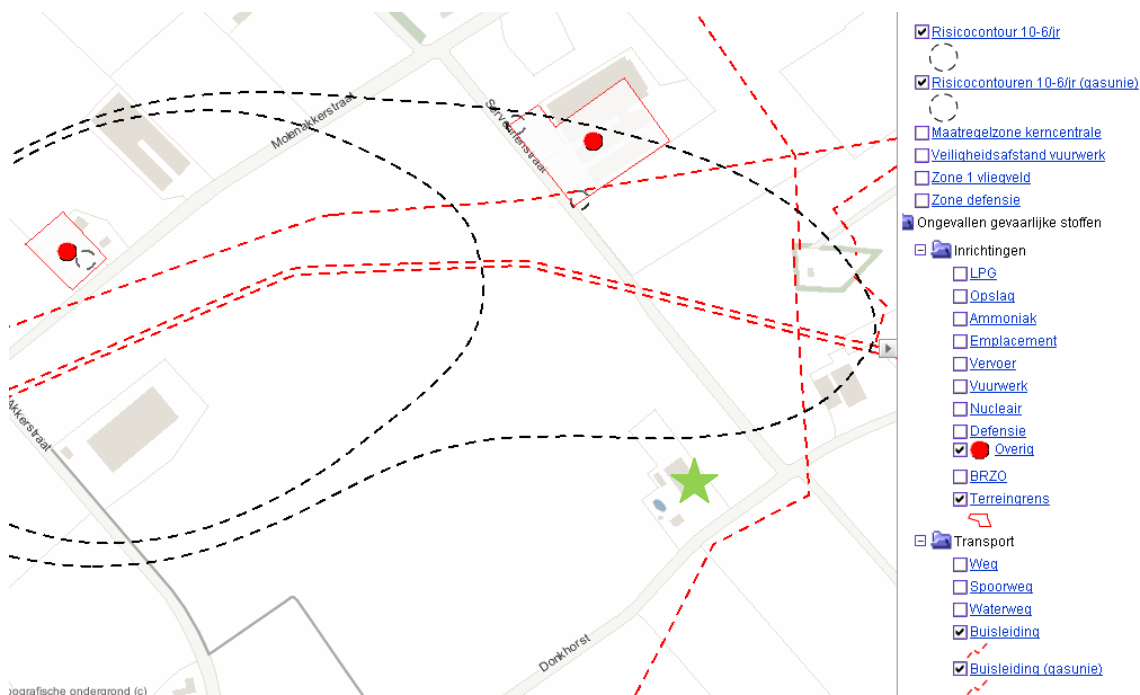 Molenakkerstraat
Servennenstraat
Akkerstraat
Donkhorst
pografische ondergrond (c)
Risicocontour 10-6/jr
Risicocontouren 10-6/jr (gasunie)
Maatregelzone kerncentrale
Veiligheidsafstand vuurwerk
Zone 1 vliegveld
Zone defensie
Ongevallen gevaarlijke stoffen
Inrichtingen
LPG
Opslag
Ammoniak
Emplacement
Vervoer
Vuurwerk
Nucleair
Defensie
Overig
BRZO
Terreingrens
Transport
Weg
Spoorweg
Waterweg
Buisleiding
Buisleiding (gasunie)